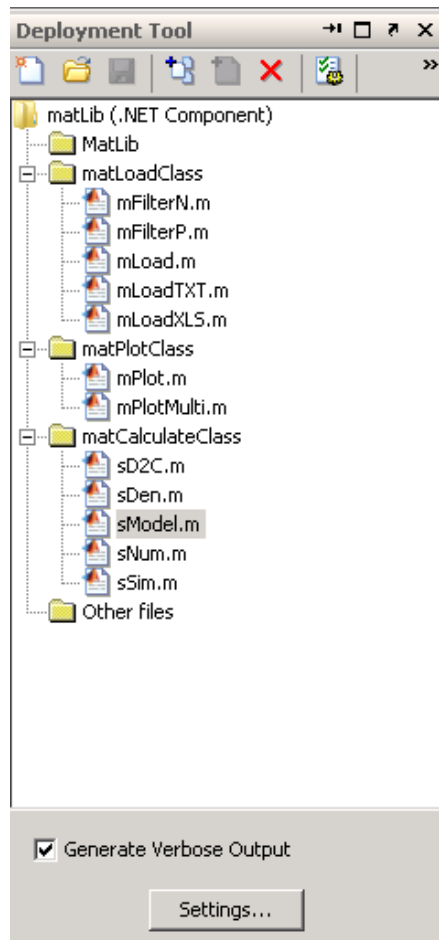 Deployment Tool
»
matLib (.NET Component)
MatLib
matLoadClass
mFilterN.m
mFilterP.m
mLoad.m
mLoadTXT.m
mLoadXLS.m
matPlotClass
mPlot.m
mPlotMulti.m
matCalculateClass
sD2C.m
sDen.m
sModel.m
sNum.m
sSim.m
Other files
Generate Verbose Output
Settings...